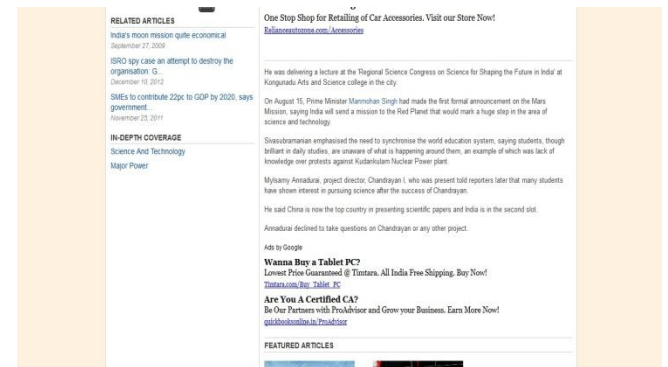 RELATED ARTICLES
India's moon mission quite economical
September 27, 2009
ISRO spy case an attempt to destroy the
organisation: G...
December 10, 2012
SMEs to contribute 22pc to GDP by 2020, says
government...
November 23, 2011
IN-DEPTH COVERAGE
Science And Technology
Major Power
One Stop Shop for Retailing of Car Accessories. Visit our Store Now!
Relianceautozone.com/Accessories
He was delivering a lecture at the 'Regional Science Congress on Science for Shaping the Future in India' at
Kongunadu Arts and Science college in the city.
On August 15, Prime Minister Manmohan Singh had made the first formal announcement on the Mars
Mission, saying India will send a mission to the Red Planet that would mark a huge step in the area of
science and technology.
Sivasubramanian emphasised the need to synchronise the world education system, saying students, though
brilliant in daily studies, are unaware of what is happening around them, an example of which was lack of
knowledge over protests against Kudankulam Nuclear Power plant.
Mylsamy Annadurai, project director, Chandrayan I, who was present told reporters later that many students
have shown interest in pursuing science after the success of Chandrayan.
He said China is now the top country in presenting scientific papers and India is in the second slot.
Annadurai declined to take questions on Chandrayan or any other project.
Ads by Google
Wanna Buy a Tablet PC?
Lowest Price Guaranteed @ Timtara. All India Free Shipping. Buy Now!
Timtara.com/Buy_Tablet_PC
Are You A Certified CA?
Be Our Partners with ProAdvisor and Grow your Business. Earn More Now!
quickbooksonline.in/ProAdvisor
FEATURED ARTICLES